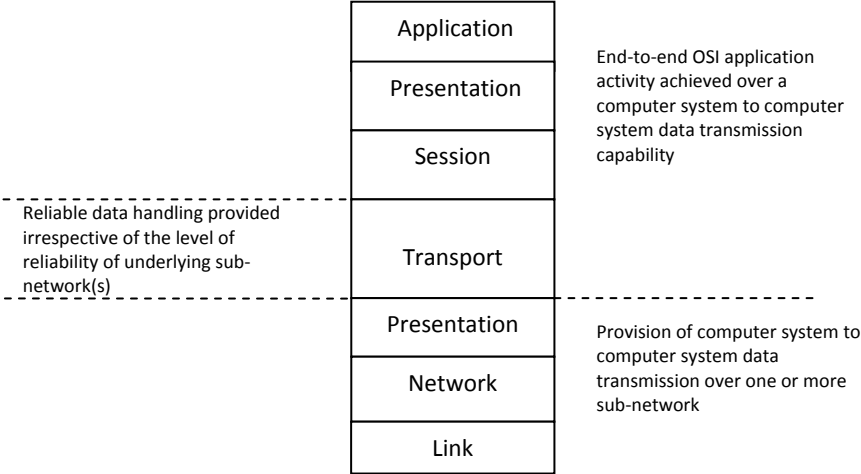 Application
Presentation
Session
Transport
Presentation
Network
Link
End-to-end OSI application
activity achieved over a
computer system to computer
system data transmission
capability
Reliable data handling provided
irrespective of the level of
reliability of underlying sub-
network(s)
Provision of computer system to
computer system data
transmission over one or more
sub-network